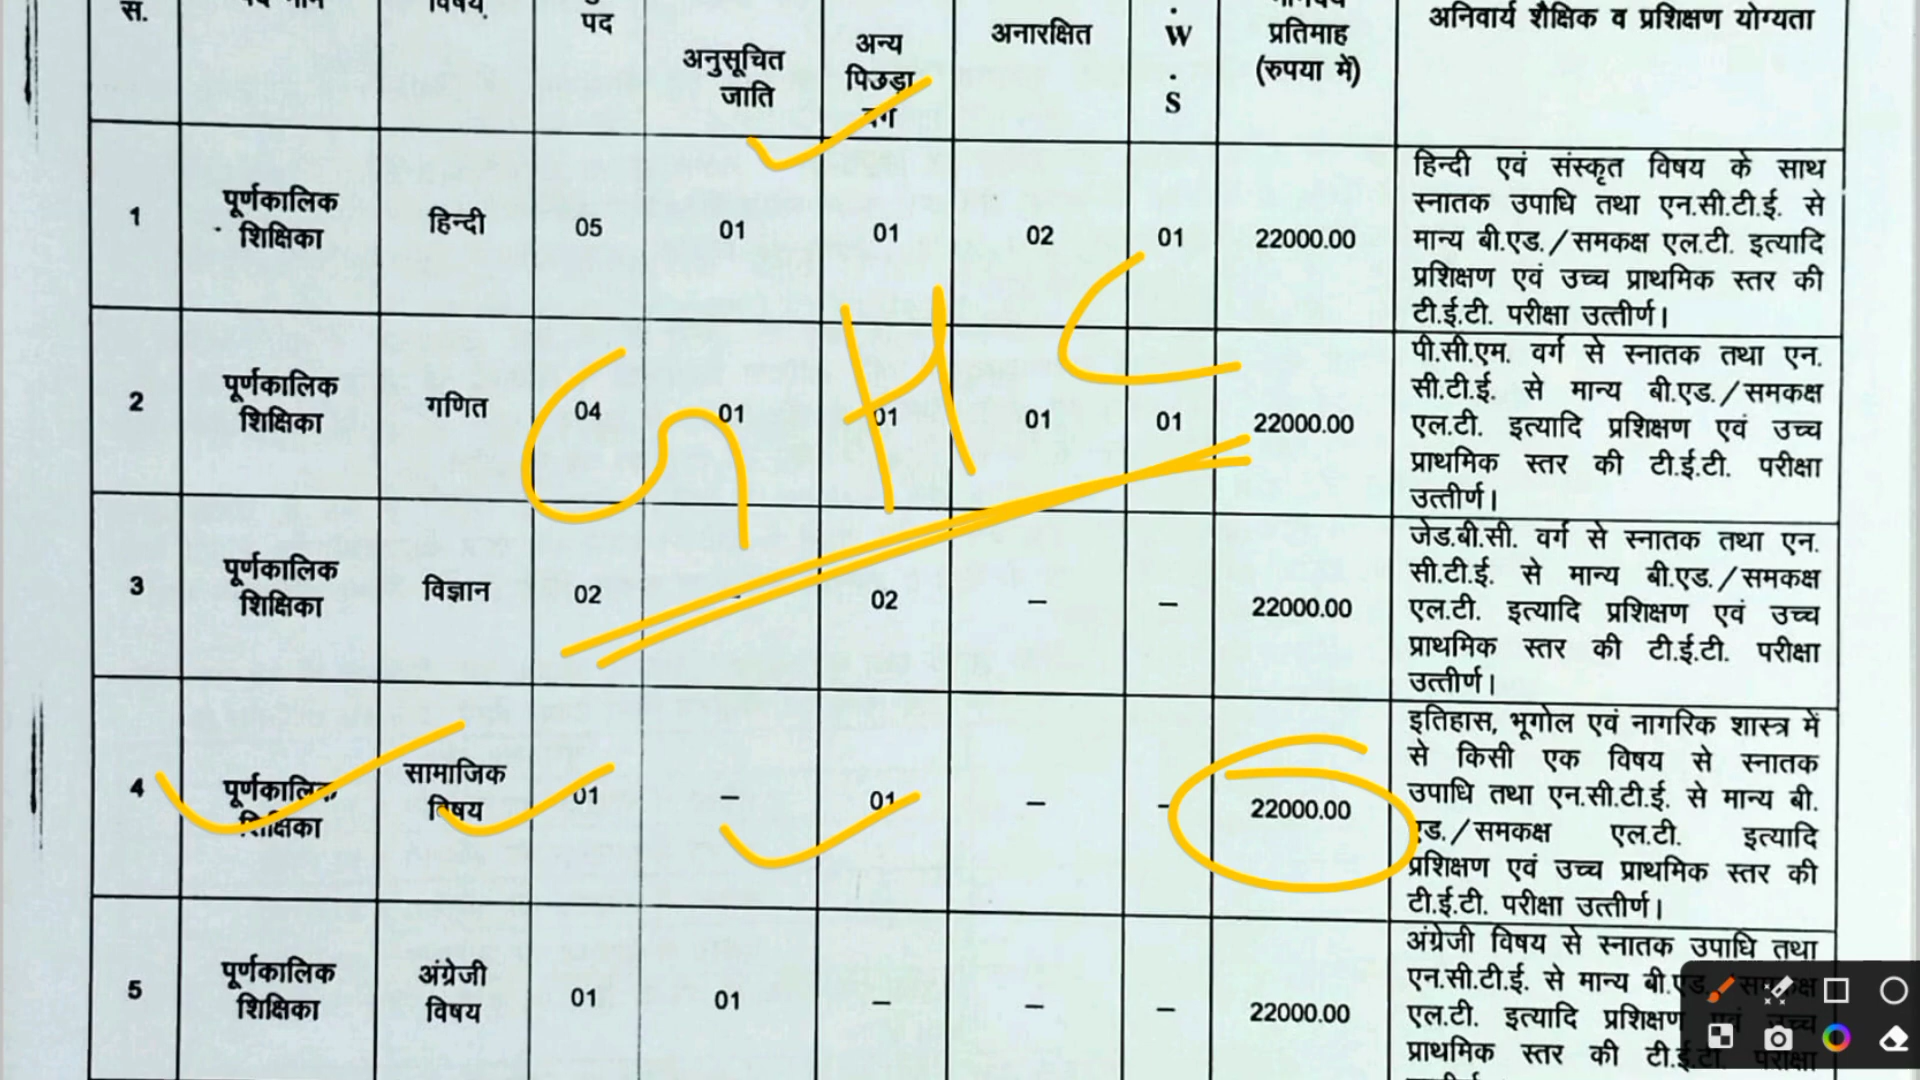 स.
विषय
पद
अनुसूचित
जाति
अन्य
पिछड़ा
वर्ग
अनारक्षित
.
W
.
S
प्रतिमाह
(रुपया में)
अनिवार्य शैक्षिक व प्रशिक्षण योग्यता
1
पूर्णकालिक
शिक्षिका
हिन्दी
05
01
01
02
01
22000.00
हिन्दी एवं संस्कृत विषय के साथ
स्नातक उपाधि तथा एन.सी.टी.ई. से
मान्य बी.एड./समकक्ष एल.टी. इत्यादि
प्रशिक्षण एवं उच्च प्राथमिक स्तर की
टी.ई.टी. परीक्षा उत्तीर्ण।
2
पूर्णकालिक
शिक्षिका
गणित
04
01
01
01
01
22000.00
पी.सी.एम. वर्ग से स्नातक तथा एन.
सी.टी.ई. से मान्य बी.एड./समकक्ष
एल.टी. इत्यादि प्रशिक्षण एवं उच्च
प्राथमिक स्तर की टी.ई.टी. परीक्षा
उत्तीर्ण।
3
पूर्णकालिक
शिक्षिका
विज्ञान
02
–
02
–
–
22000.00
जेड.बी.सी. वर्ग से स्नातक तथा एन.
सी.टी.ई. से मान्य बी.एड./समकक्ष
एल.टी. इत्यादि प्रशिक्षण एवं उच्च
प्राथमिक स्तर की टी.ई.टी. परीक्षा
उत्तीर्ण।
4
पूर्णकालिक
शिक्षिका
सामाजिक
विषय
01
–
01
–
–
22000.00
इतिहास, भूगोल एवं नागरिक शास्त्र में
से किसी एक विषय से स्नातक
उपाधि तथा एन.सी.टी.ई. से मान्य बी.
एड./समकक्ष एल.टी. इत्यादि
प्रशिक्षण एवं उच्च प्राथमिक स्तर की
टी.ई.टी. परीक्षा उत्तीर्ण।
5
पूर्णकालिक
शिक्षिका
अंग्रेजी
विषय
01
01
–
–
–
22000.00
अंग्रेजी विषय से स्नातक उपाधि तथा
एन.सी.टी.ई. से मान्य बी.एड./समकक्ष
एल.टी. इत्यादि प्रशिक्षण एवं उच्च
प्राथमिक स्तर की टी.ई.टी. परीक्षा